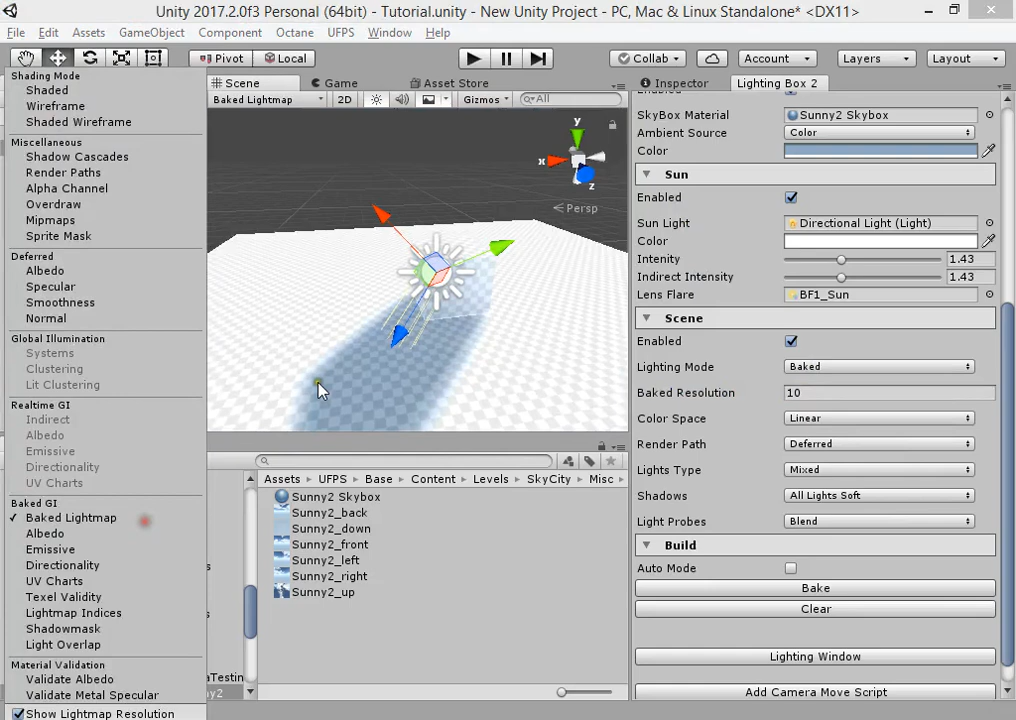 Unity 2017.2.0f3 Personal (64bit) - Tutorial.unity - New Unity Project - PC, Mac & Linux Standalone* <DX11>
File Edit Assets GameObject Component Octane UFPS Window Help
Pivot Local Collab Account Layers Layout
Scene Game Asset Store
Baked Lightmap 2D Gizmos All
Shading Mode
Shaded
Wireframe
Shaded Wireframe
Miscellaneous
Shadow Cascades
Render Paths
Alpha Channel
Overdraw
Mipmaps
Sprite Mask
Deferred
Albedo
Specular
Smoothness
Normal
Global Illumination
Systems
Clustering
Lit Clustering
Realtime GI
Indirect
Albedo
Emissive
Directionality
UV Charts
Baked GI
✓ Baked Lightmap
Albedo
Emissive
Directionality
UV Charts
Texel Validity
Lightmap Indices
Shadowmask
Light Overlap
Material Validation
Validate Albedo
Validate Metal Specular
Show Lightmap Resolution
y
x
z
Persp
Assets UFPS Base Content Levels SkyCity Misc
Sunny2 Skybox
Sunny2_back
Sunny2_down
Sunny2_front
Sunny2_left
Sunny2_right
Sunny2_up
Inspector Lighting Box 2
Enabled
SkyBox Material Sunny2 Skybox
Ambient Source Color
Color
Sun
Enabled
Sun Light Directional Light (Light)
Color
Intenity 1.43
Indirect Intensity 1.43
Lens Flare BF1_Sun
Scene
Enabled
Lighting Mode Baked
Baked Resolution 10
Color Space Linear
Render Path Deferred
Lights Type Mixed
Shadows All Lights Soft
Light Probes Blend
Build
Auto Mode
Bake
Clear
Lighting Window
Add Camera Move Script